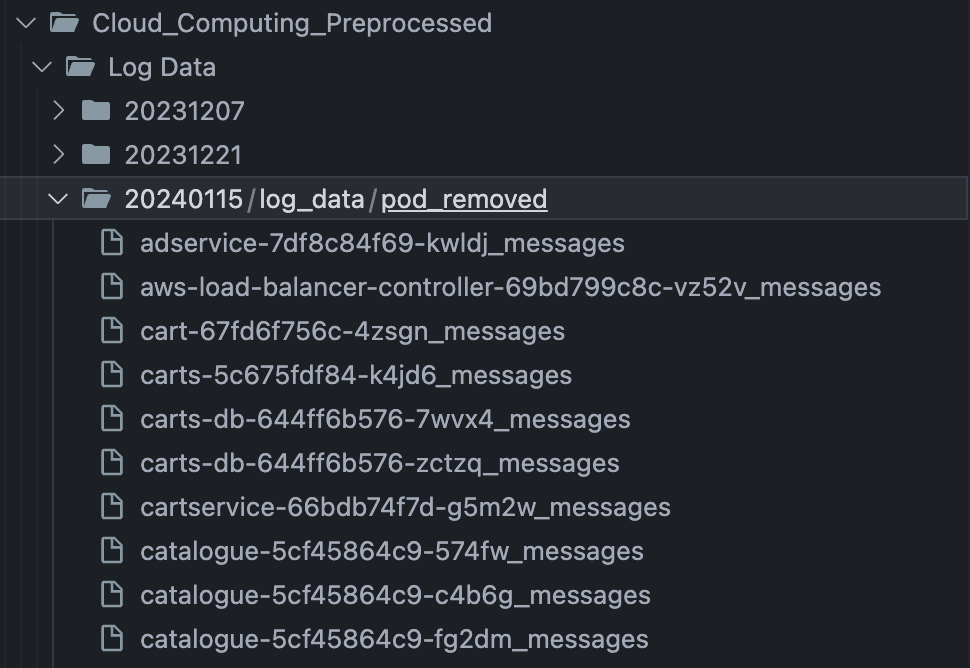 Cloud_Computing_Preprocessed
Log Data
20231207
20231221
20240115/log_data/pod_removed
adservice-7df8c84f69-kwldj_messages
aws-load-balancer-controller-69bd799c8c-vz52v_messages
cart-67fd6f756c-4zsgn_messages
carts-5c675fdf84-k4jd6_messages
carts-db-644ff6b576-7wvx4_messages
carts-db-644ff6b576-zctzq_messages
cartservice-66bdb74f7d-g5m2w_messages
catalogue-5cf45864c9-574fw_messages
catalogue-5cf45864c9-c4b6g_messages
catalogue-5cf45864c9-fg2dm_messages